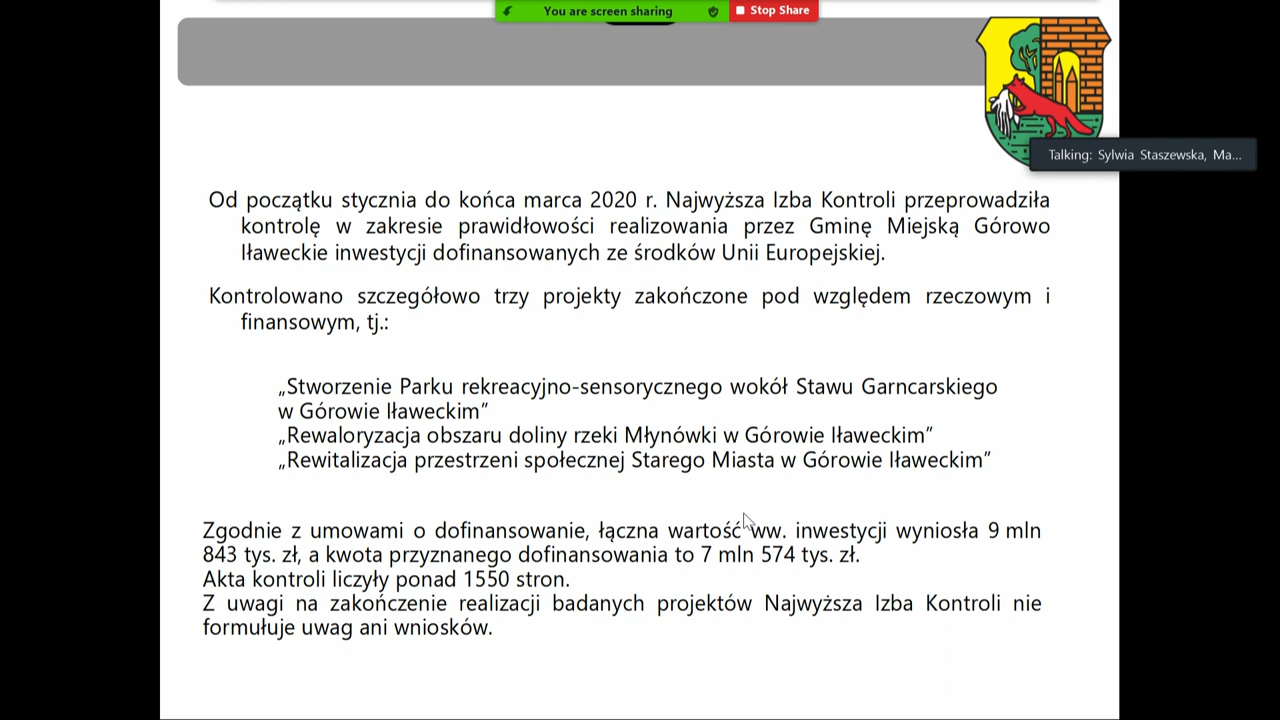 You are screen sharing
Stop Share
Talking: Sylwia Staszewska, Ma...
Od początku stycznia do końca marca 2020 r. Najwyższa Izba Kontroli przeprowadziła
kontrolę w zakresie prawidłowości realizowania przez Gminę Miejską Górowo
Iławeckie inwestycji dofinansowanych ze środków Unii Europejskiej.
Kontrolowano szczegółowo trzy projekty zakończone pod względem rzeczowym i
finansowym, tj.:
„Stworzenie Parku rekreacyjno-sensorycznego wokół Stawu Garncarskiego
w Górowie Iławeckim”
„Rewaloryzacja obszaru doliny rzeki Młynówki w Górowie Iławeckim”
„Rewitalizacja przestrzeni społecznej Starego Miasta w Górowie Iławeckim”
Zgodnie z umowami o dofinansowanie, łączna wartość ww. inwestycji wyniosła 9 mln
843 tys. zł, a kwota przyznanego dofinansowania to 7 mln 574 tys. zł.
Akta kontroli liczyły ponad 1550 stron.
Z uwagi na zakończenie realizacji badanych projektów Najwyższa Izba Kontroli nie
formułuje uwag ani wniosków.